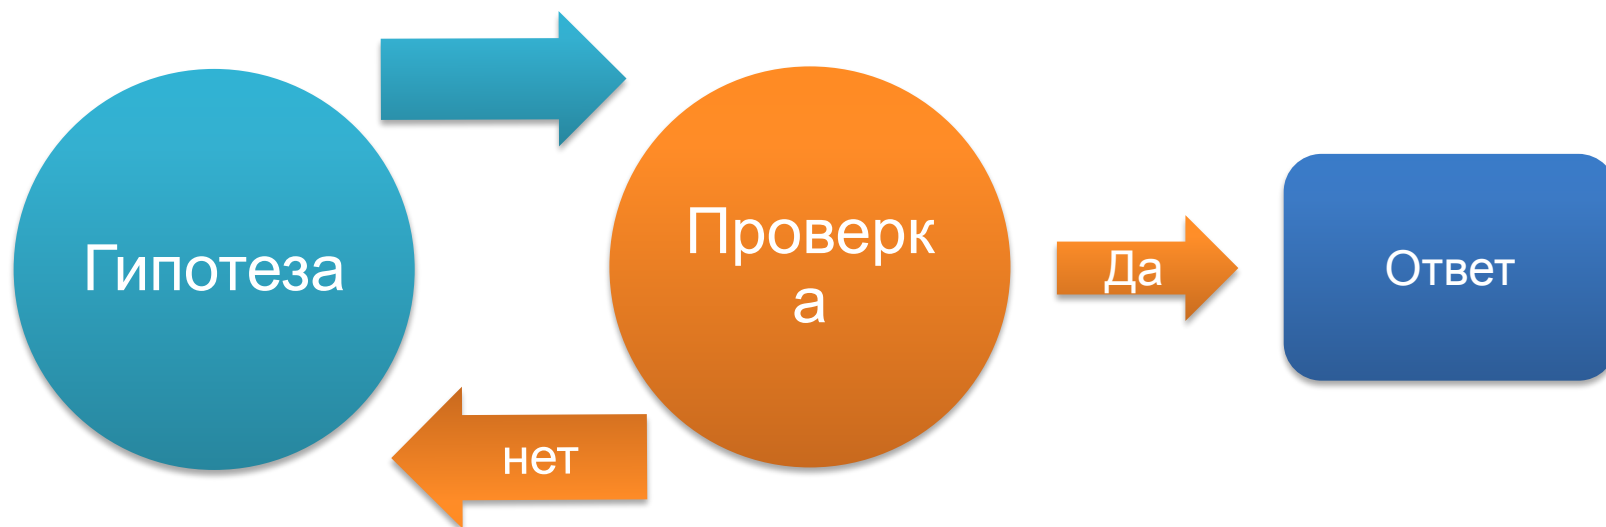 Гипотеза
Проверк
а
Да
Ответ
нет